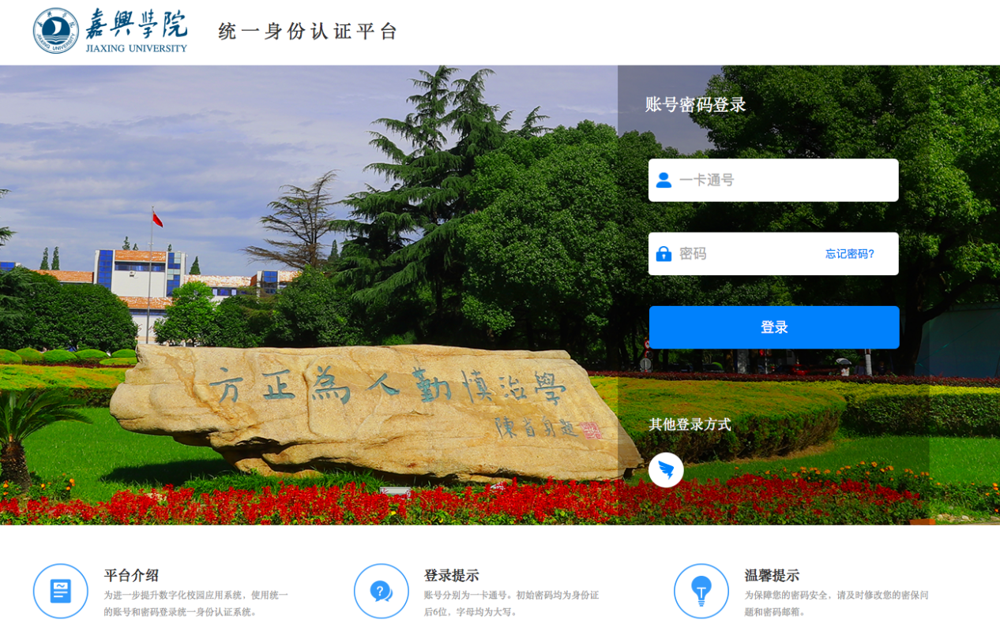 嘉興學院
JIAXING UNIVERSITY
统一身份认证平台
账号密码登录
一卡通号
密码
忘记密码?
登录
方正為人勤慎治學
其他登录方式
平台介绍
为进一步提升数字化校园应用系统，使用统一
的账号和密码登录统一身份认证系统。
登录提示
账号分别为一卡通号。初始密码均为身份证
后6位，字母均为大写。
温馨提示
为保障您的密码安全，请及时修改您的密保问
题和密码邮箱。